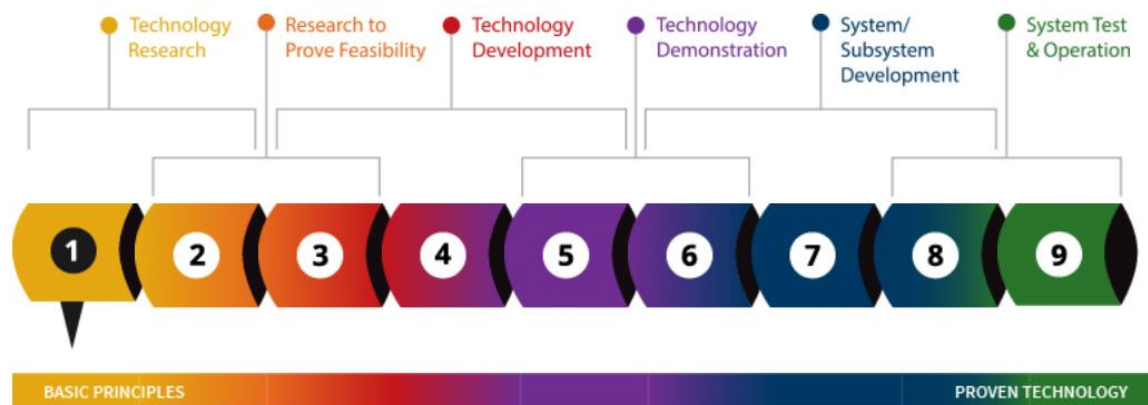 Technology
Research
Research to
Prove Feasibility
Technology
Development
Technology
Demonstration
System/
Subsystem
Development
System Test
& Operation
1
2
3
4
5
6
7
8
9
BASIC PRINCIPLES
PROVEN TECHNOLOGY